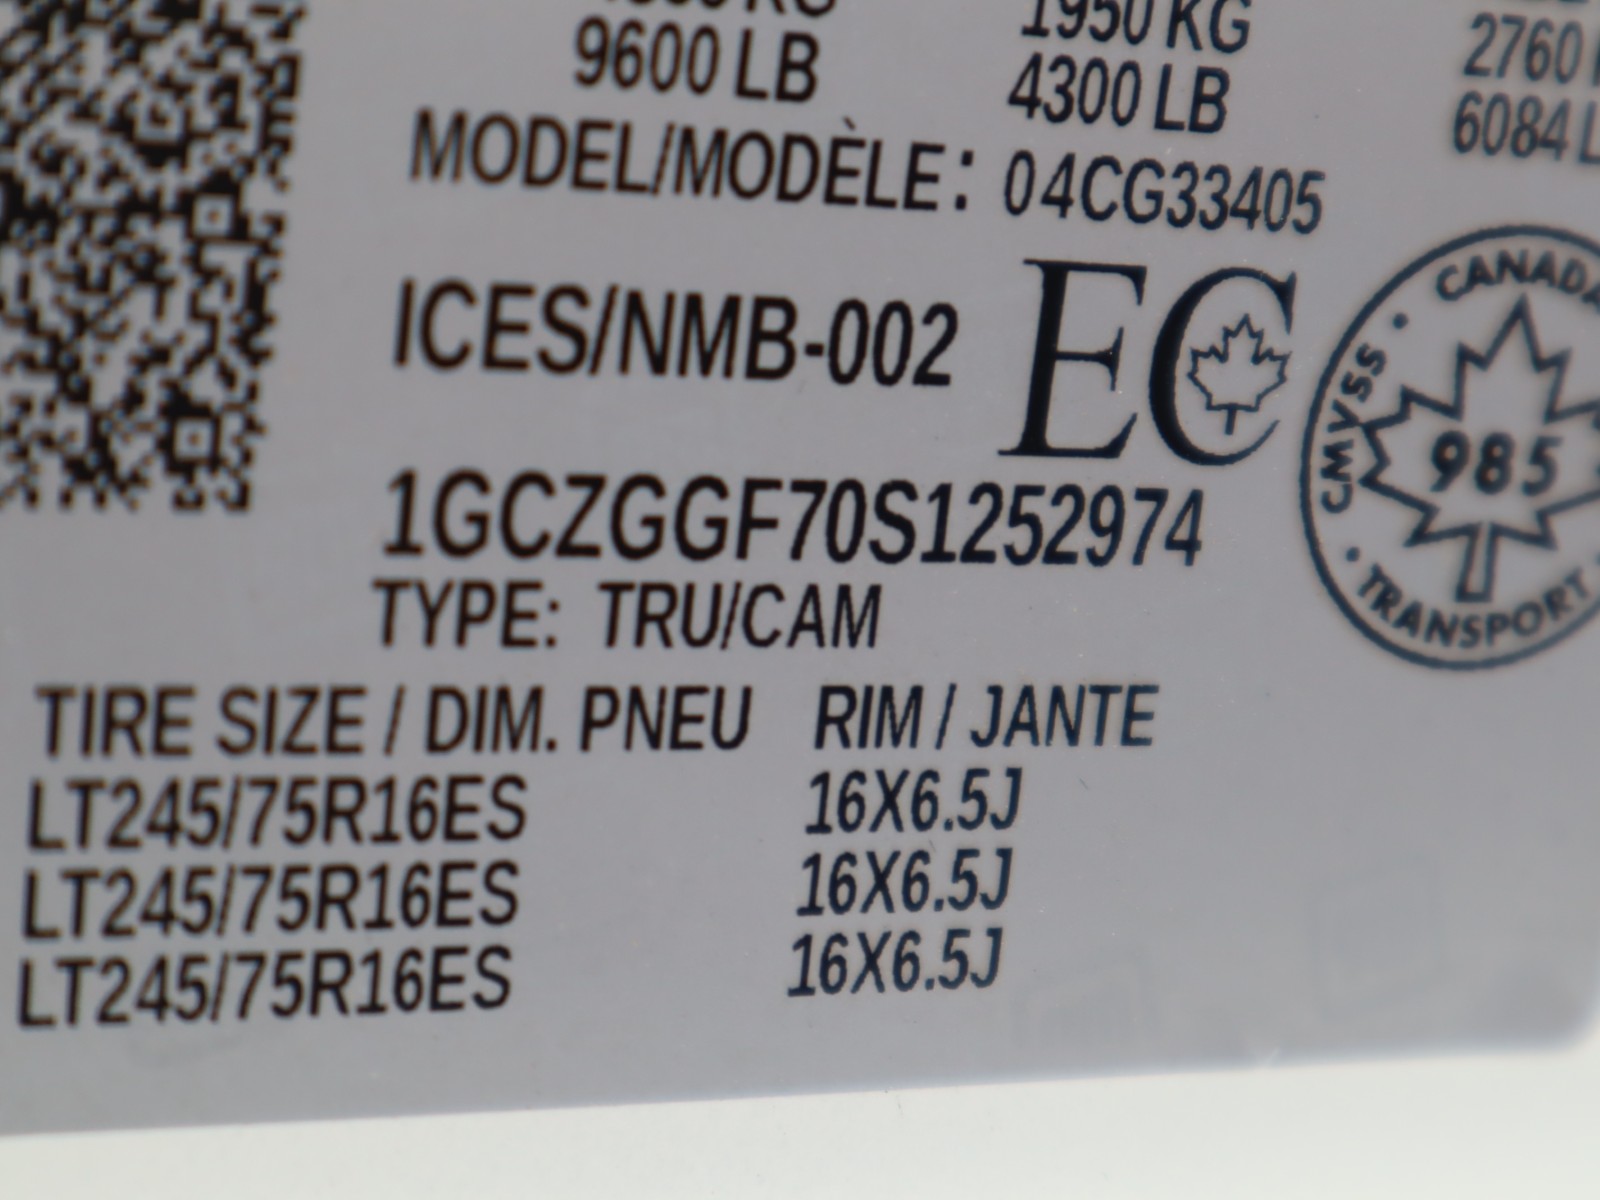 9600 LB
1950 KG
4300 LB
2760
6084 L
MODEL/MODÈLE: 04CG33405
ICES/NMB-002
EC
CANADA
CMVSS
985
TRANSPORT
1GCZGGF70S1252974
TYPE: TRU/CAM
TIRE SIZE / DIM. PNEU RIM / JANTE
LT245/75R16ES 16X6.5J
LT245/75R16ES 16X6.5J
LT245/75R16ES 16X6.5J